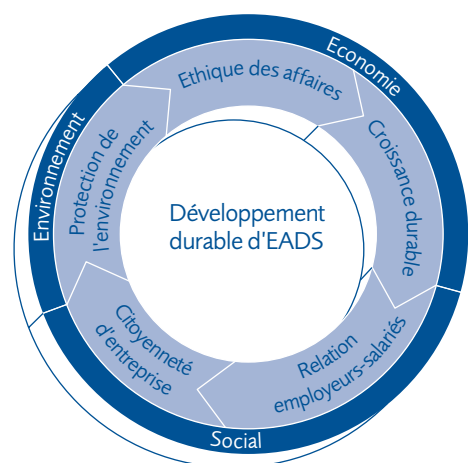 Economie
Ethique des affaires
Croissance durable
Environnement
Protection de
l'environnement
Développement
durable d'EADS
Citoyenneté
d'entreprise
Relation
employeurs-salariés
Social